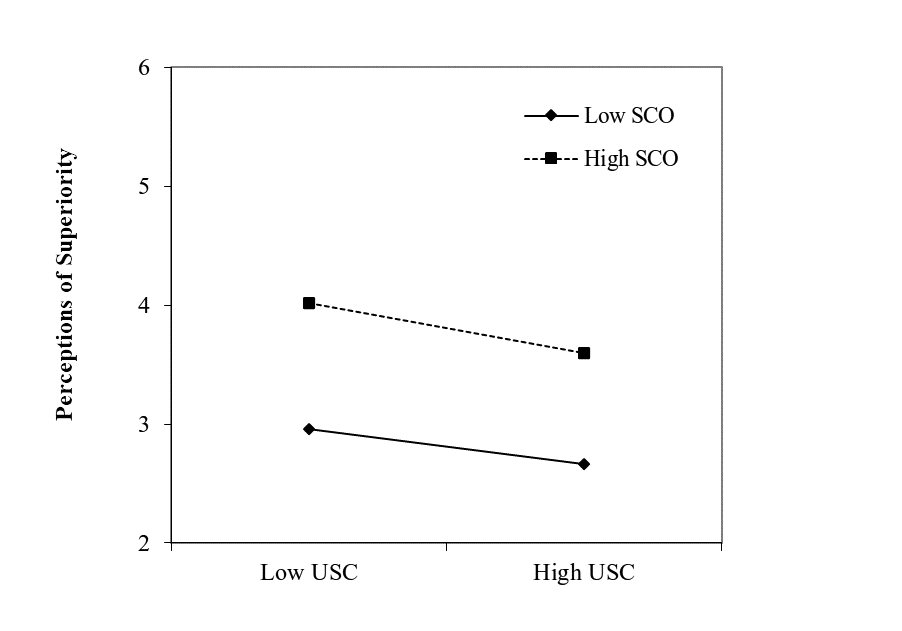 6
Low SCO
High SCO
5
4
3
2
Perceptions of Superiority
Low USC
High USC